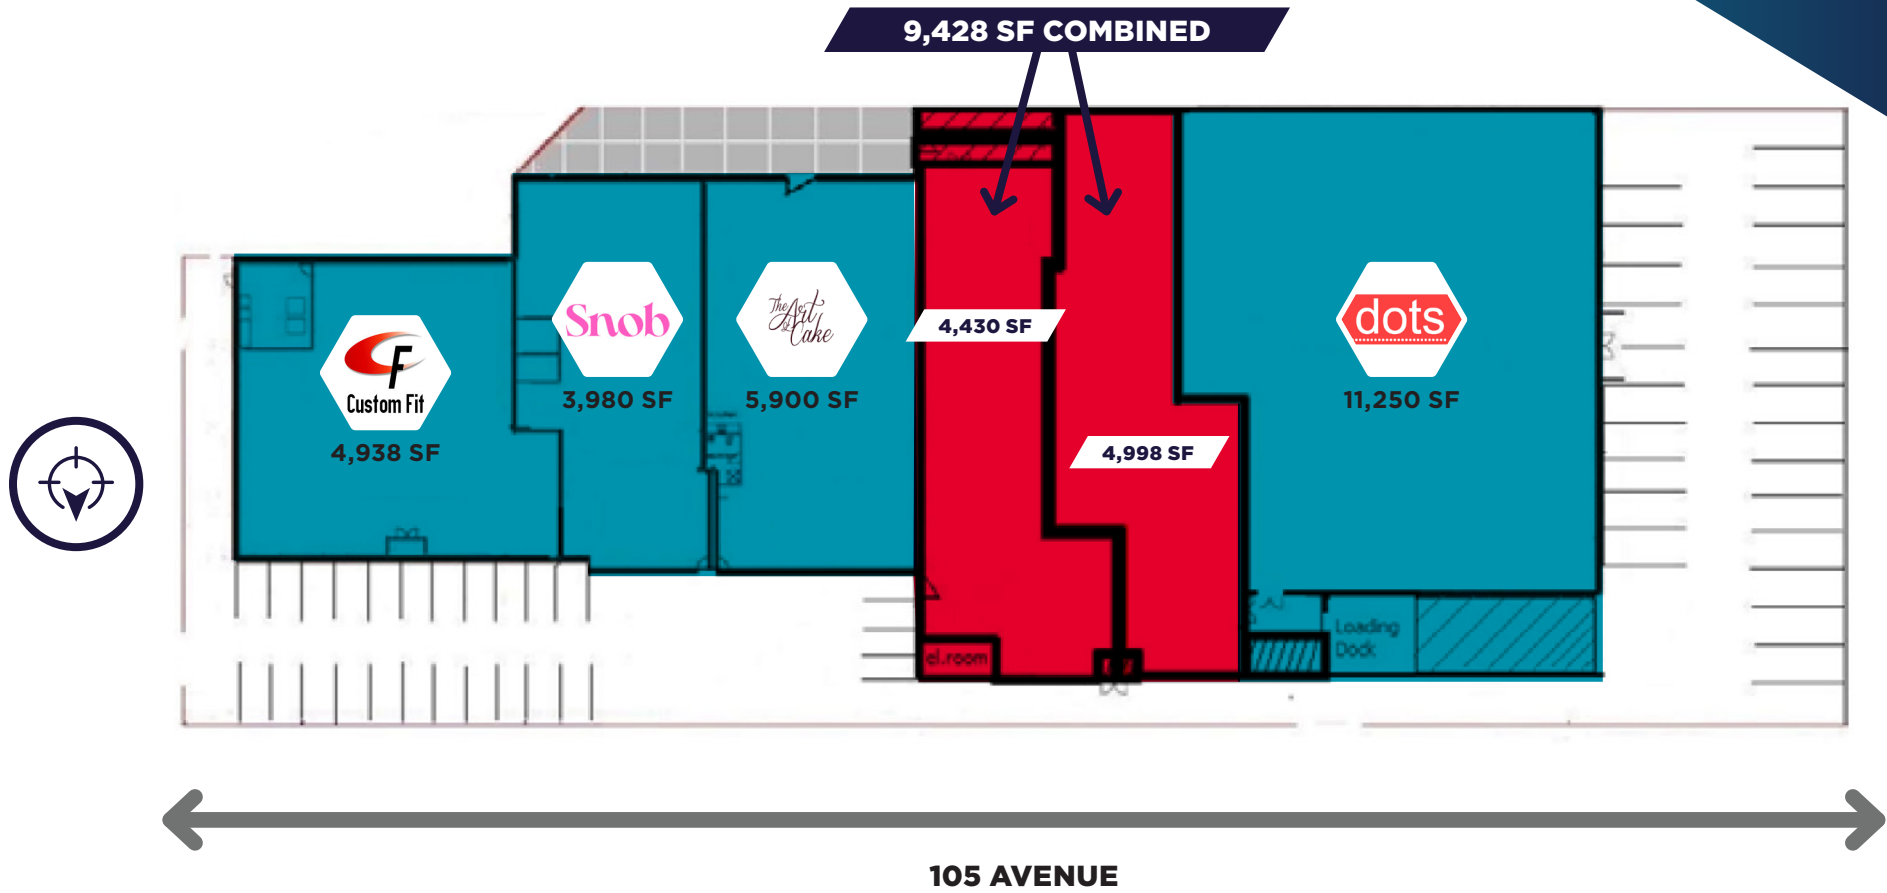 9,428 SF COMBINED
Snob
3,980 SF
The Art of Cake
5,900 SF
4,430 SF
dots
11,250 SF
CF
Custom Fit
4,938 SF
4,998 SF
Loading
Dock
el.room
105 AVENUE